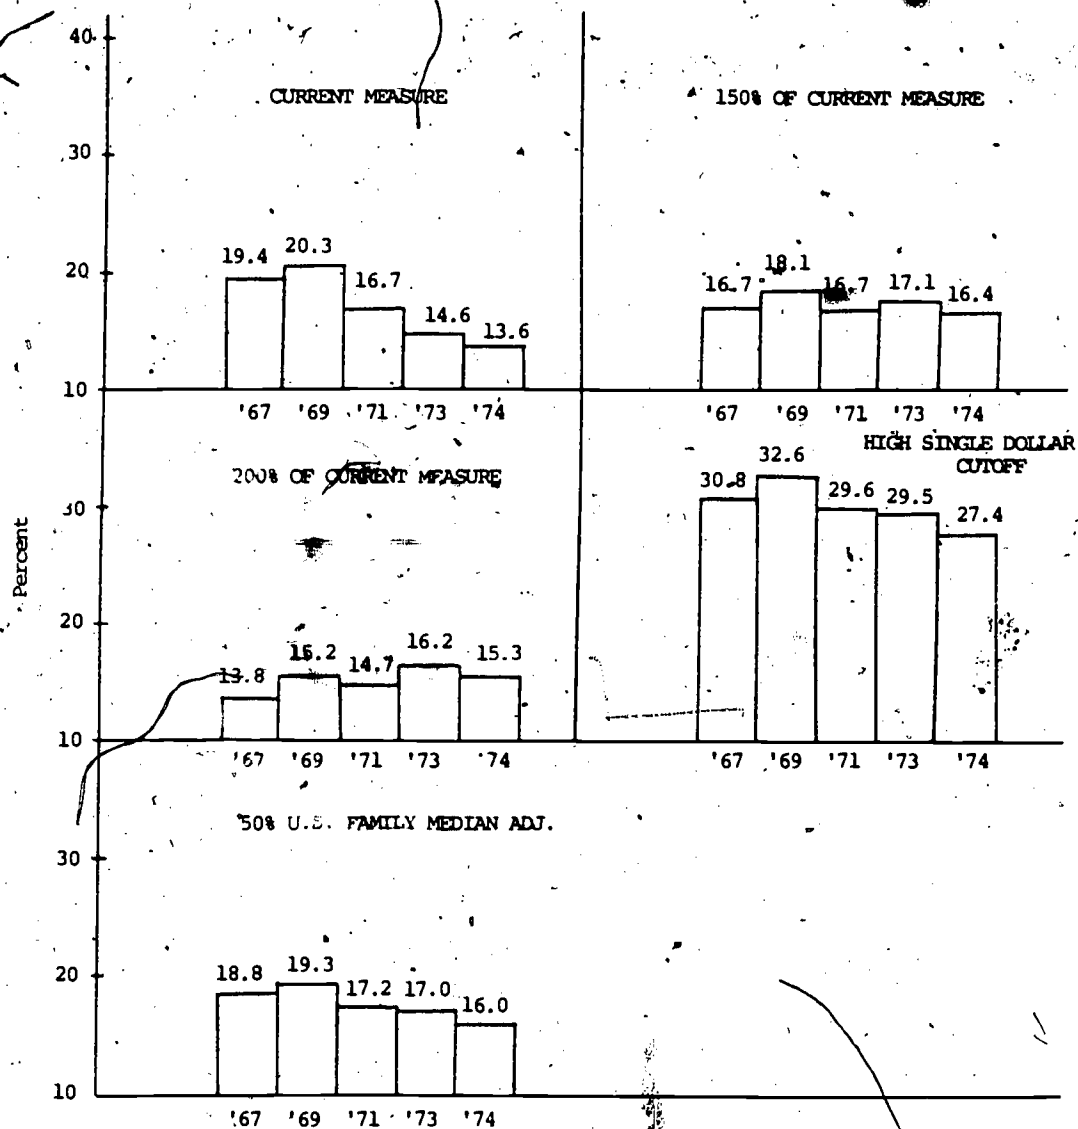 40
CURRENT MEASURE
30
19.4 20.3 16.7 14.6 13.6
20
10
'67 '69 '71 '73 '74
150% OF CURRENT MEASURE
16.7 18.1 16.7 17.1 16.4
'67 '69 '71 '73 '74
Percent
200% OF CURRENT MEASURE
30
20
13.8 15.2 14.7 16.2 15.3
10
'67 '69 '71 '73 '74
HIGH SINGLE DOLLAR
CUTOFF
30.8 32.6 29.6 29.5 27.4
'67 '69 '71 '73 '74
50% U.S. FAMILY MEDIAN ADJ.
30
20
18.8 19.3 17.2 17.0 16.0
10
'67 '69 '71 '73 '74